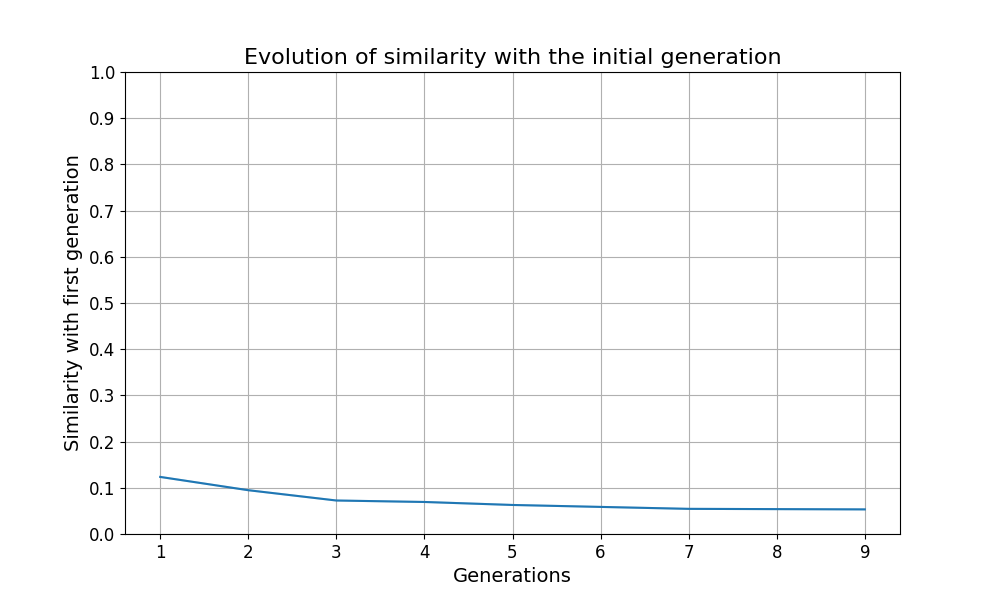 Evolution of similarity with the initial generation
1.0
0.9
0.8
0.7
0.6
0.5
0.4
0.3
0.2
0.1
0.0
Similarity with first generation
1 2 3 4 5 6 7 8 9
Generations